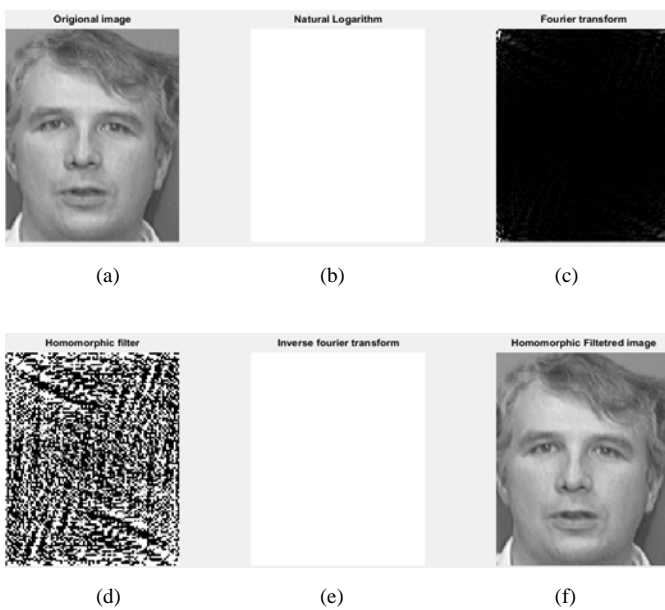 Origional image
Natural Logarithm
Fourier transform
(a)
(b)
(c)
Homomorphic filter
Inverse fourier transform
Homomorphic Filtetred image
(d)
(e)
(f)